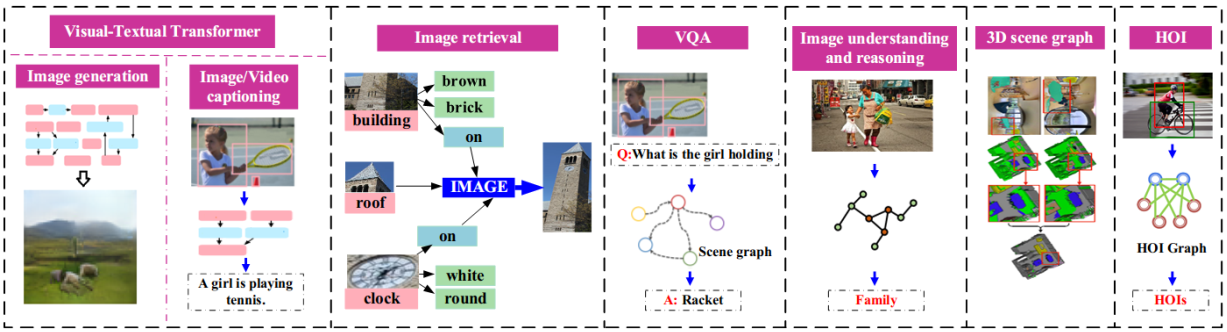 Visual-Textual Transformer
Image generation
Image/Video
captioning
A girl is playing
tennis.
Image retrieval
brown
brick
building
on
roof
IMAGE
on
white
clock
round
VQA
Q:What is the girl holding
Scene graph
A: Racket
Image understanding
and reasoning
Family
3D scene graph
HOI
HOI Graph
HOIs